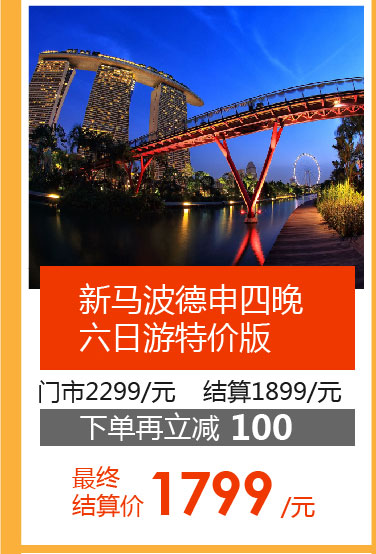 新马波德申四晚
六日游特价版
门市2299/元 结算1899/元
下单再立减 100
最终
结算价 1799 /元